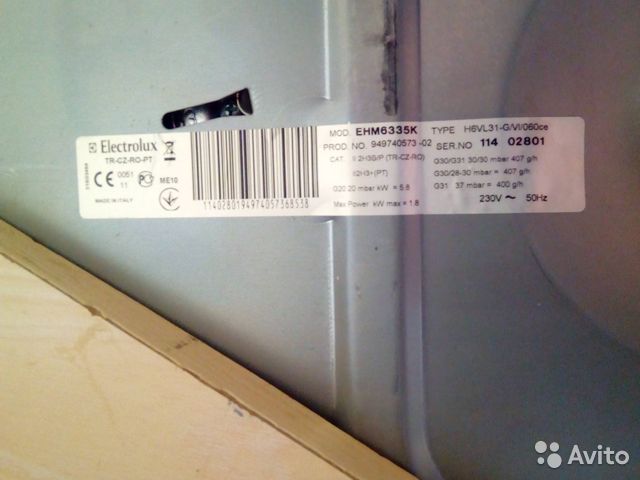 Electrolux
TR-CZ-RO-PT
CE 0051
11
ME10
MADE IN ITALY
11402801949740573 68538
MOD. EHM6335K TYPE H6VL31-G/VI/060ce
PROD. NO. 949740573 -02 SER.NO 114 02801
CAT. II 2H3B/P (TR-CZ-RO) G30/G31 30/30 mbar 407 g/h
II2H3+(PT) G30/28-30 mbar = 407 g/h
G20 20 mbar kW = 5.8 G31 37 mbar = 400 g/h
Max Power kW max = 1.8 230V ~ 50Hz
Avito